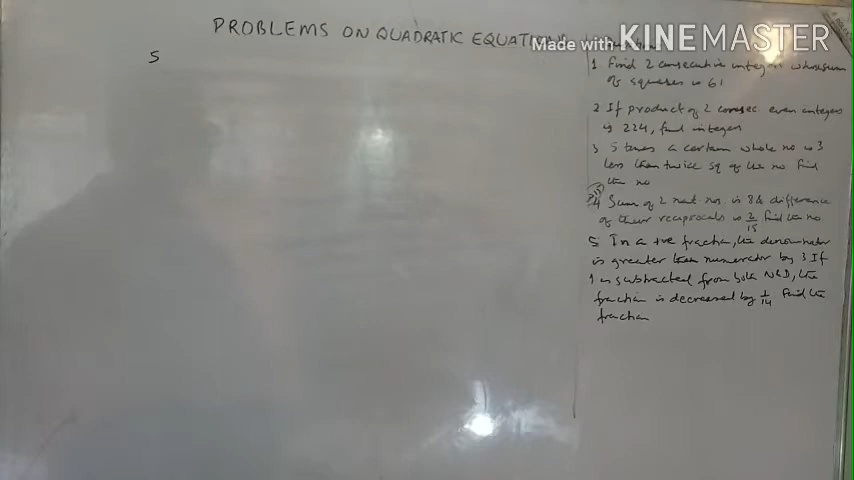 PROBLEMS ON QUADRATIC EQUATIONS
Made with KINEMASTER
5
1 Find 2 consecutive integers whose sum
of squares is 61
2 If product of 2 consec even integers
is 224, find integers
3 5 times a certain whole no is 3
less than twice sq of the no Find
the no
4 Sum of 2 nat nos. is 8 & difference
of their reciprocals is 2/15 find the no
5 In a +ve fraction, the denominator
is greater than numerator by 3 If
1 is subtracted from both N & D, the
fraction is decreased by 1/14 Find the
fraction